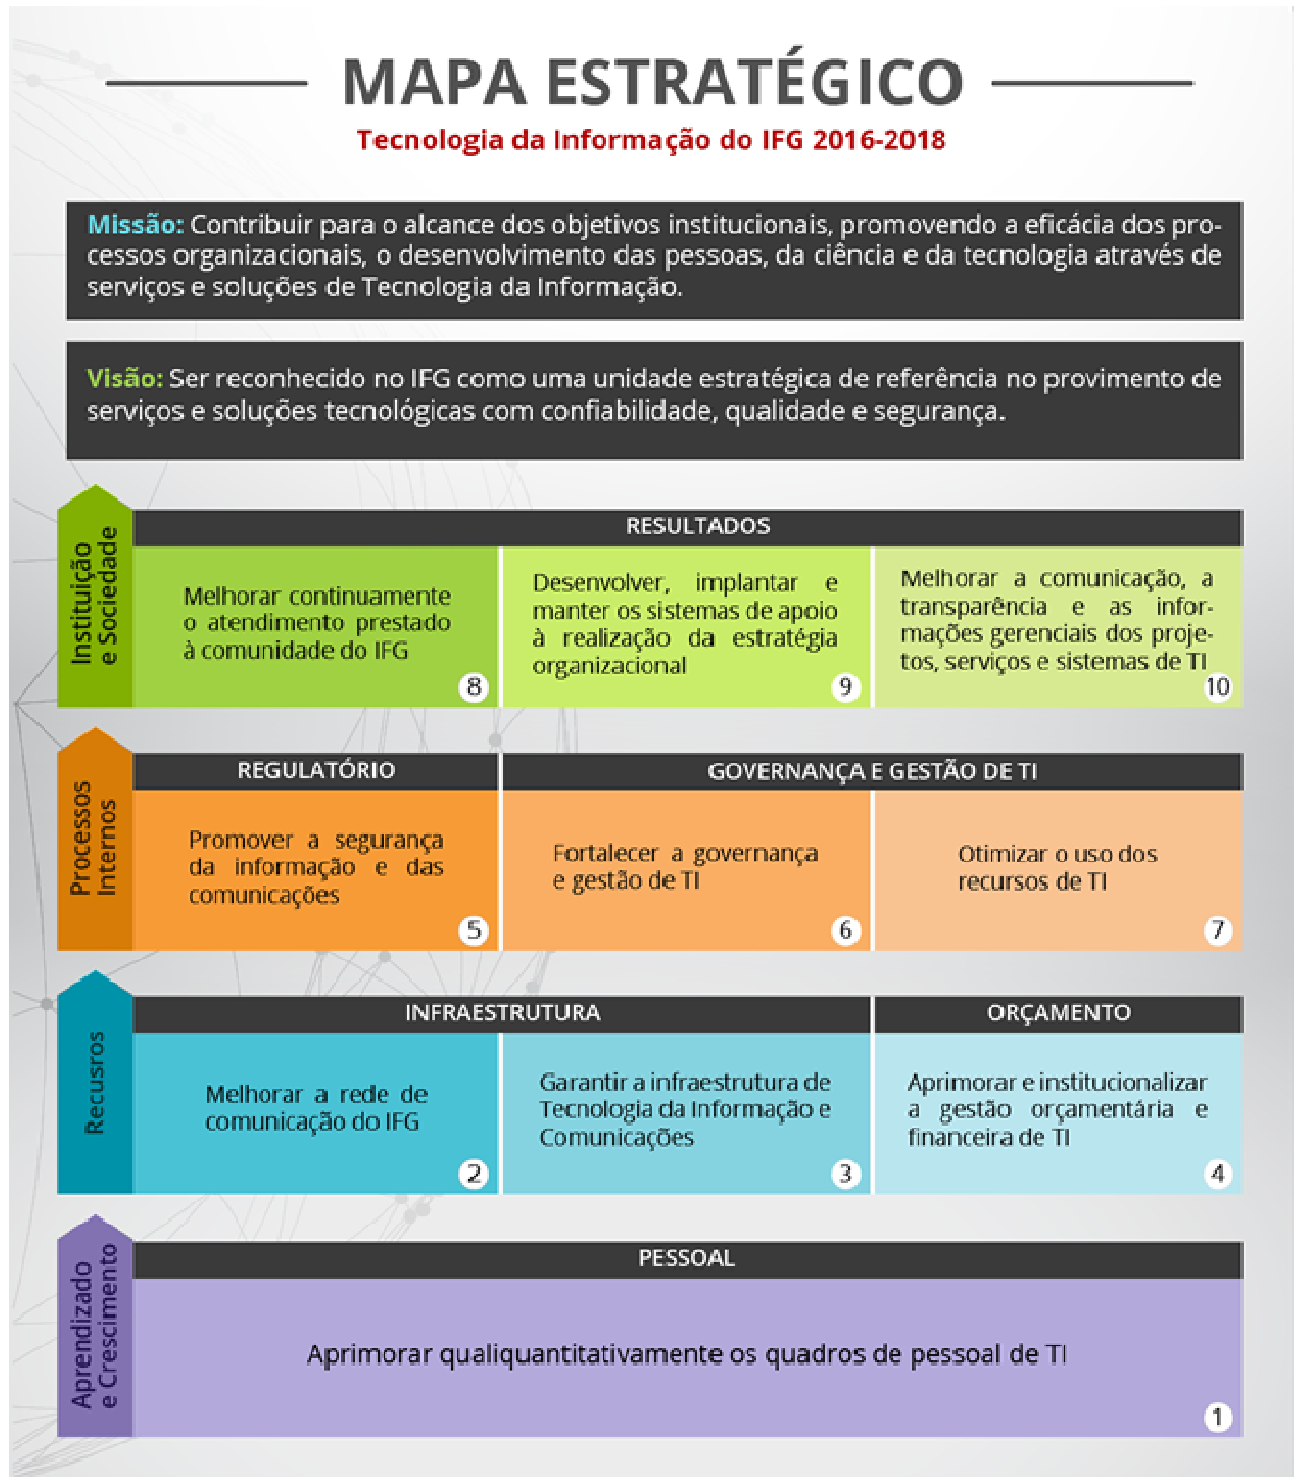 MAPA ESTRATÉGICO
Tecnologia da Informação do IFG 2016-2018
Missão: Contribuir para o alcance dos objetivos institucionais, promovendo a eficácia dos pro-
cessos organizacionais, o desenvolvimento das pessoas, da ciência e da tecnologia através de
serviços e soluções de Tecnologia da Informação.
Visão: Ser reconhecido no IFG como uma unidade estratégica de referência no provimento de
serviços e soluções tecnológicas com confiabilidade, qualidade e segurança.
Instituição
e Sociedade
RESULTADOS
Melhorar continuamente
o atendimento prestado
à comunidade do IFG
8
Desenvolver, implantar e
manter os sistemas de apoio
à realização da estratégia
organizacional
9
Melhorar a comunicação, a
transparência e as infor-
mações gerenciais dos proje-
tos, serviços e sistemas de TI
10
Processos
Internos
REGULATÓRIO
Promover a segurança
da informação e das
comunicações
5
GOVERNANÇA E GESTÃO DE TI
Fortalecer a governança
e gestão de TI
6
Otimizar o uso dos
recursos de TI
7
Recusros
INFRAESTRUTURA
Melhorar a rede de
comunicação do IFG
2
Garantir a infraestrutura de
Tecnologia da Informação e
Comunicações
3
ORÇAMENTO
Aprimorar e institucionalizar
a gestão orçamentária e
financeira de TI
4
Aprendizado
e Crescimento
PESSOAL
Aprimorar qualiquantitativamente os quadros de pessoal de TI
1